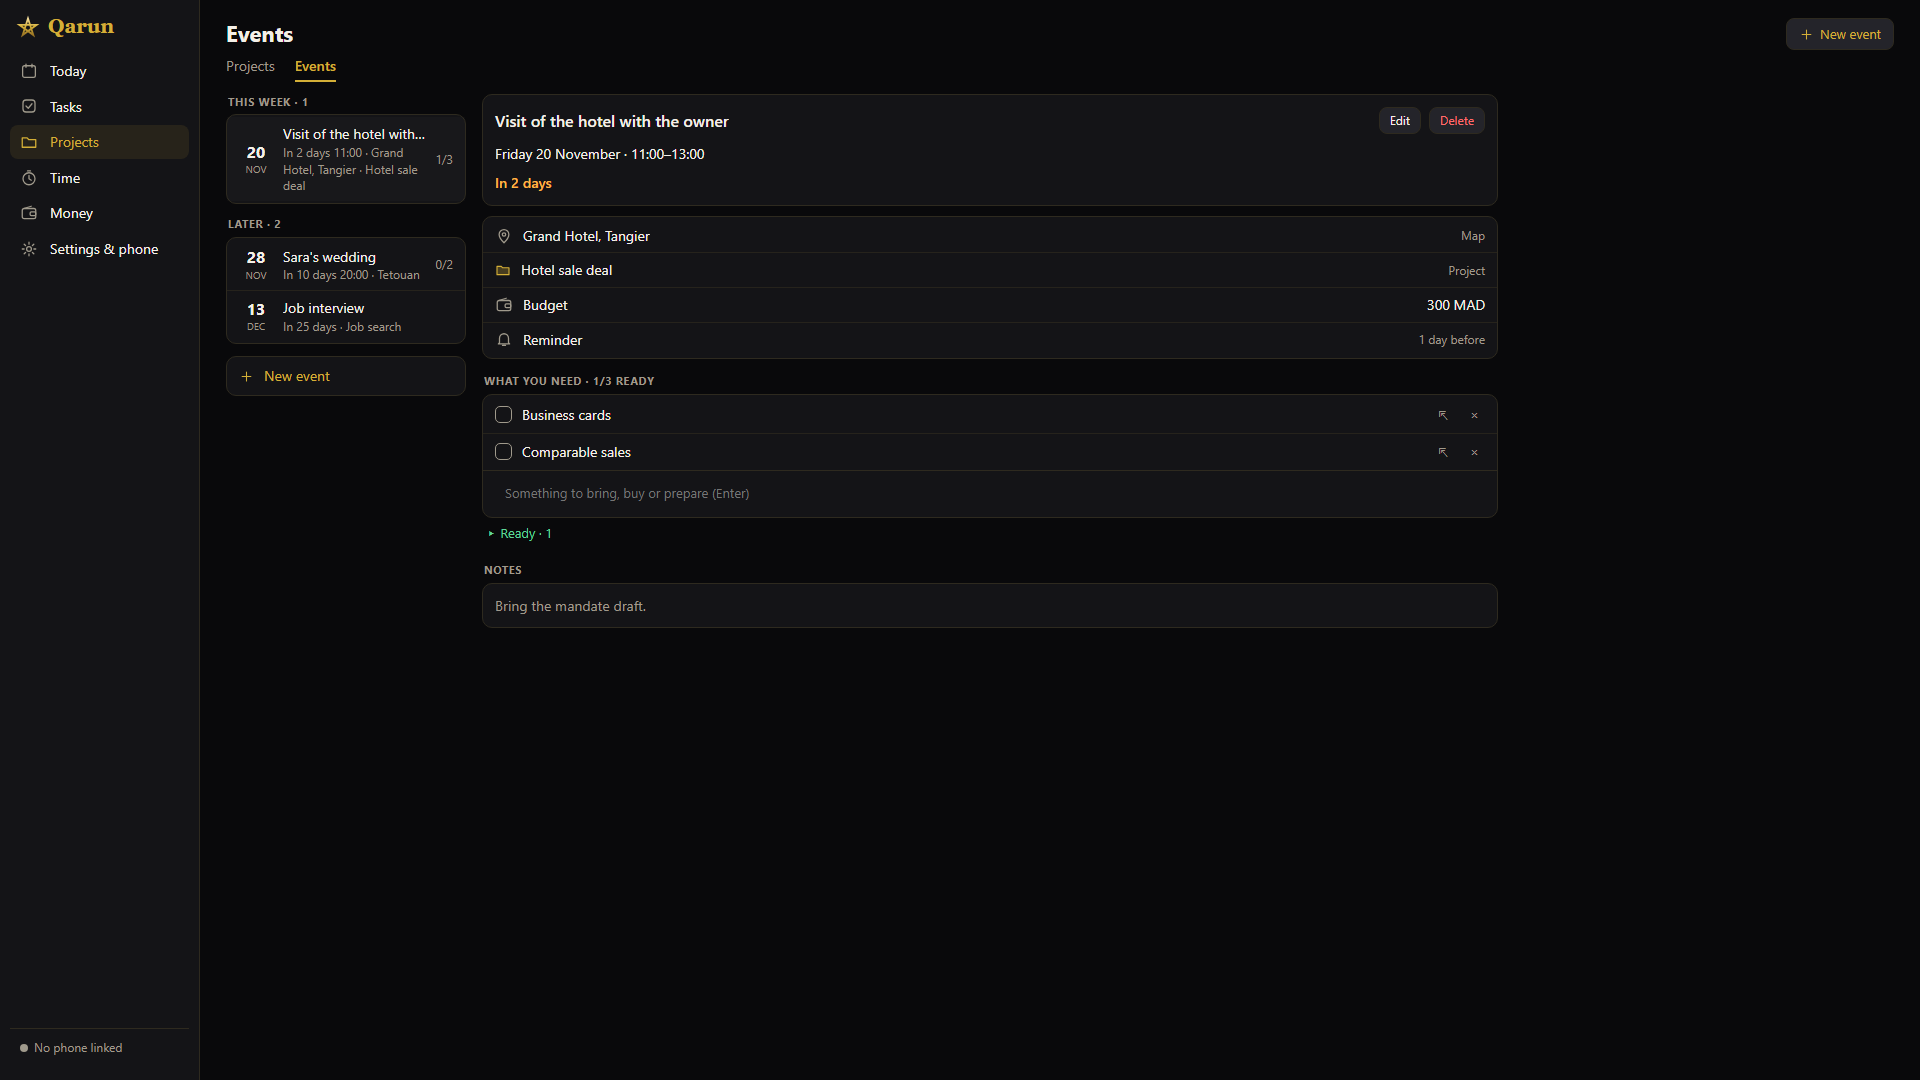 Qarun
Today
Tasks
Projects
Time
Money
Settings & phone
No phone linked
Events
+ New event
Projects
Events
THIS WEEK · 1
20
NOV
Visit of the hotel with...
In 2 days 11:00 · Grand
Hotel, Tangier · Hotel sale
deal
1/3
LATER · 2
28
NOV
Sara's wedding
In 10 days 20:00 · Tetouan
0/2
13
DEC
Job interview
In 25 days · Job search
+ New event
Visit of the hotel with the owner
Edit
Delete
Friday 20 November · 11:00–13:00
In 2 days
Grand Hotel, Tangier
Map
Hotel sale deal
Project
Budget
300 MAD
Reminder
1 day before
WHAT YOU NEED · 1/3 READY
Business cards
Comparable sales
Something to bring, buy or prepare (Enter)
Ready · 1
NOTES
Bring the mandate draft.